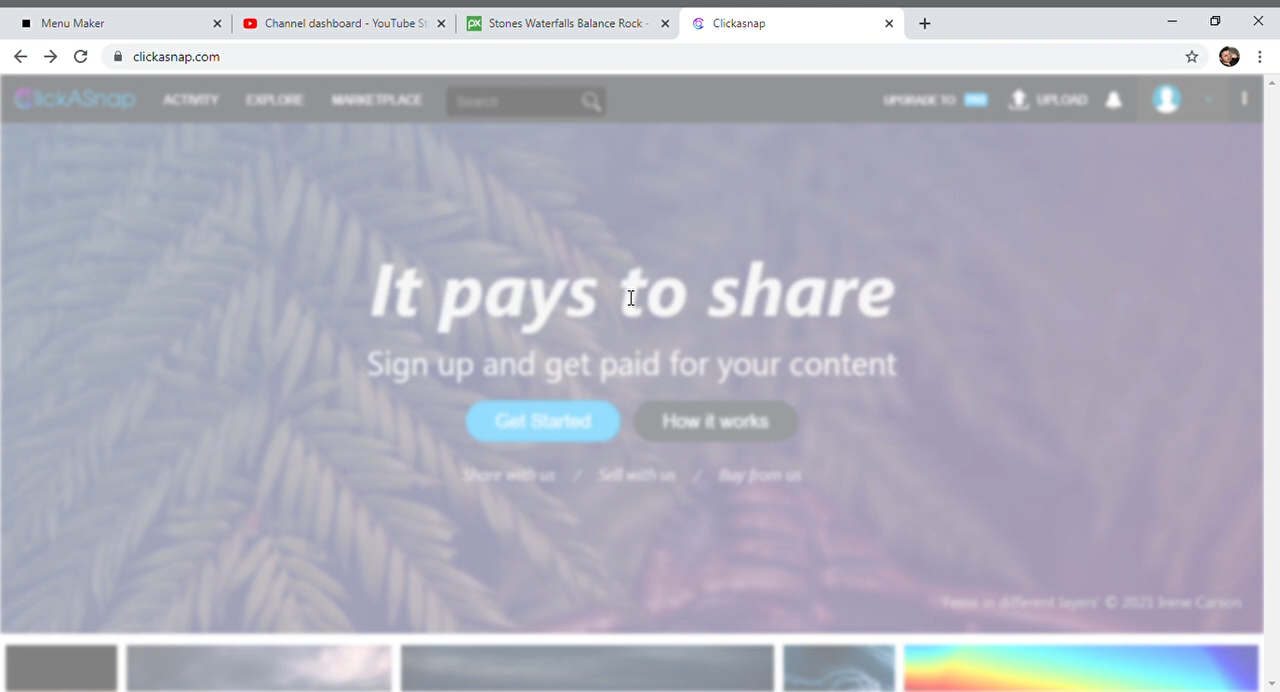 Menu Maker
Channel dashboard - YouTube St
Stones Waterfalls Balance Rock -
Clickasnap
clickasnap.com
ClickASnap
ACTIVITY
EXPLORE
MARKETPLACE
Search
UPGRADE TO PRO
UPLOAD
It pays to share
Sign up and get paid for your content
Get Started
How it works
Share with us / Sell with us / Buy from us
'Ferns in different layers' © 2021 Irene Carson